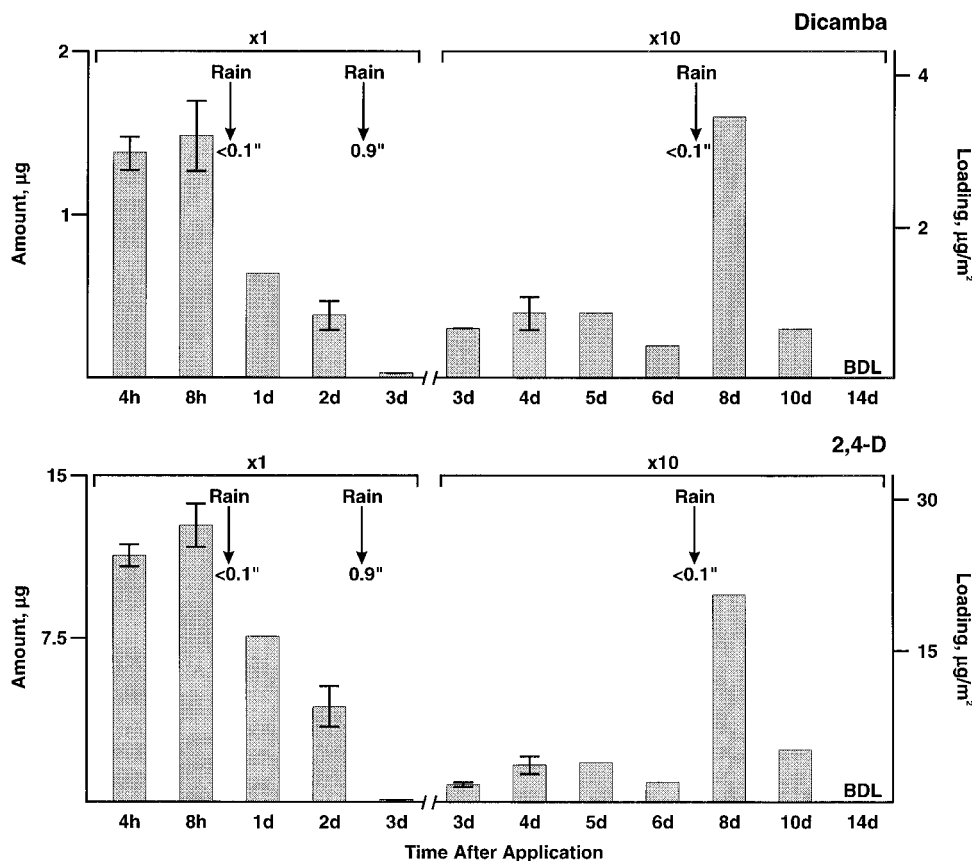 Dicamba
x1
x10
2
Rain
Rain
Rain
4
<0.1"
0.9"
<0.1"
Amount, µg
1
Loading, µg/m²
2
BDL
4h 8h 1d 2d 3d 3d 4d 5d 6d 8d 10d 14d
2,4-D
x1
x10
15
Rain
Rain
Rain
30
<0.1"
0.9"
<0.1"
Amount, µg
7.5
Loading, µg/m²
15
BDL
4h 8h 1d 2d 3d 3d 4d 5d 6d 8d 10d 14d
Time After Application